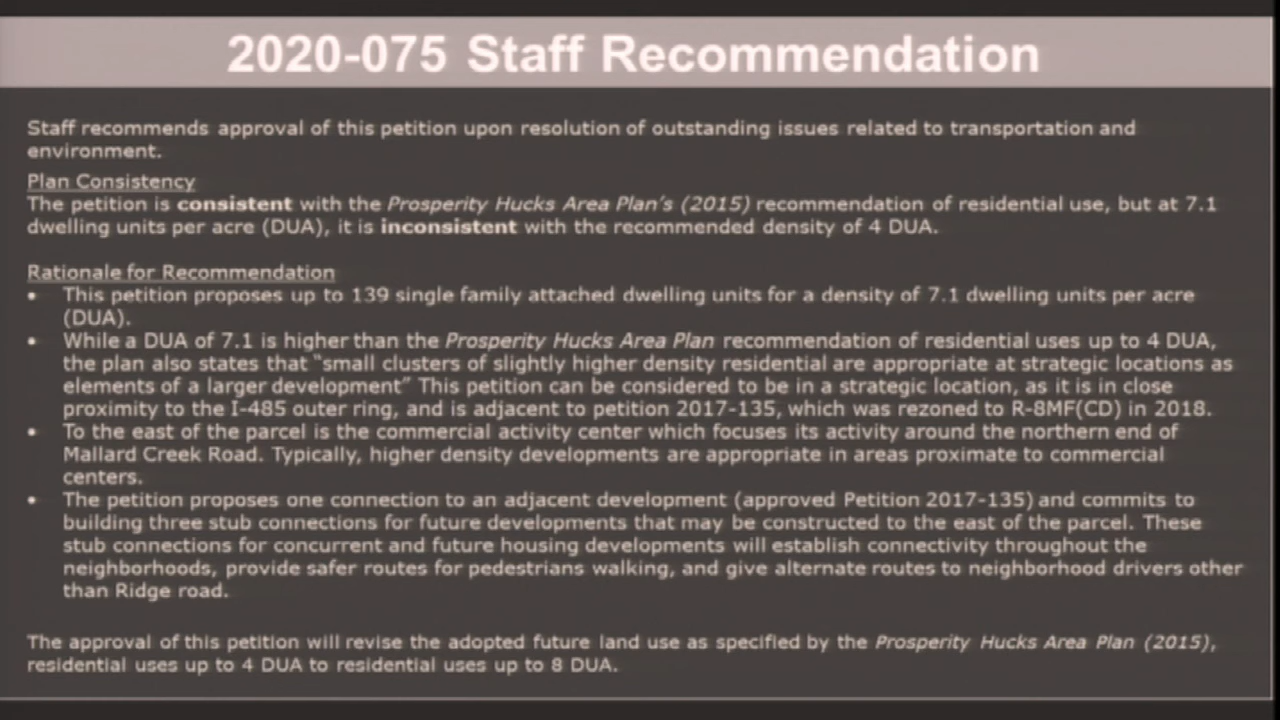 2020-075 Staff Recommendation
Staff recommends approval of this petition upon resolution of outstanding issues related to transportation and
environment.
Plan Consistency
The petition is consistent with the Prosperity Hucks Area Plan’s (2015) recommendation of residential use, but at 7.1
dwelling units per acre (DUA), it is inconsistent with the recommended density of 4 DUA.
Rationale for Recommendation
• This petition proposes up to 139 single family attached dwelling units for a density of 7.1 dwelling units per acre
(DUA).
• While a DUA of 7.1 is higher than the Prosperity Hucks Area Plan recommendation of residential uses up to 4 DUA,
the plan also states that “small clusters of slightly higher density residential are appropriate at strategic locations as
elements of a larger development” This petition can be considered to be in a strategic location, as it is in close
proximity to the I-485 outer ring, and is adjacent to petition 2017-135, which was rezoned to R-8MF(CD) in 2018.
• To the east of the parcel is the commercial activity center which focuses its activity around the northern end of
Mallard Creek Road. Typically, higher density developments are appropriate in areas proximate to commercial
centers.
• The petition proposes one connection to an adjacent development (approved Petition 2017-135) and commits to
building three stub connections for future developments that may be constructed to the east of the parcel. These
stub connections for concurrent and future housing developments will establish connectivity throughout the
neighborhoods, provide safer routes for pedestrians walking, and give alternate routes to neighborhood drivers other
than Ridge road.
The approval of this petition will revise the adopted future land use as specified by the Prosperity Hucks Area Plan (2015),
residential uses up to 4 DUA to residential uses up to 8 DUA.